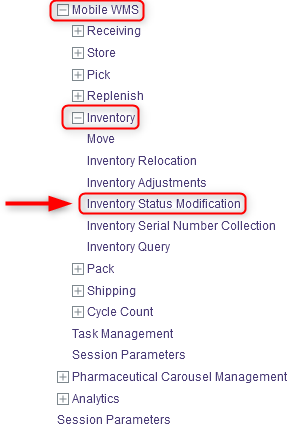 Mobile WMS
Receiving
Store
Pick
Replenish
Inventory
Move
Inventory Relocation
Inventory Adjustments
Inventory Status Modification
Inventory Serial Number Collection
Inventory Query
Pack
Shipping
Cycle Count
Task Management
Session Parameters
Pharmaceutical Carousel Management
Analytics
Session Parameters